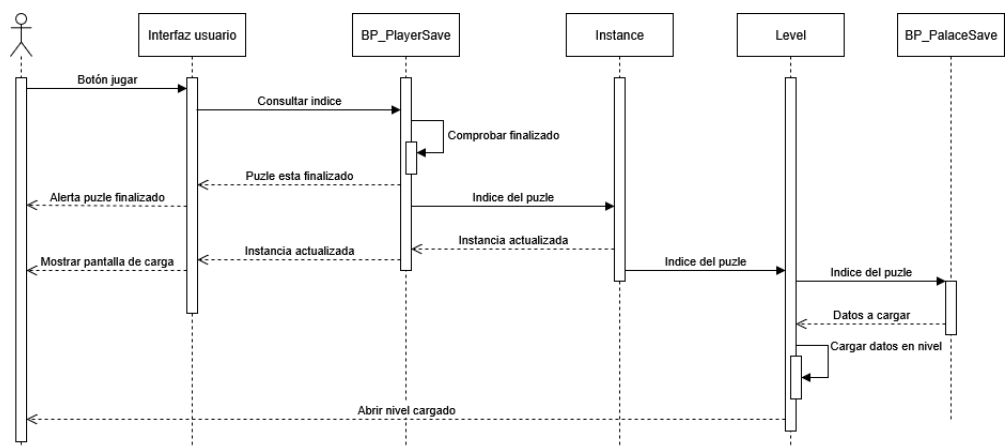 Interfaz usuario
BP_PlayerSave
Instance
Level
BP_PalaceSave
Botón jugar
Consultar indice
Comprobar finalizado
Puzle esta finalizado
Alerta puzle finalizado
Indice del puzle
Instancia actualizada
Instancia actualizada
Mostrar pantalla de carga
Indice del puzle
Indice del puzle
Datos a cargar
Cargar datos en nivel
Abrir nivel cargado